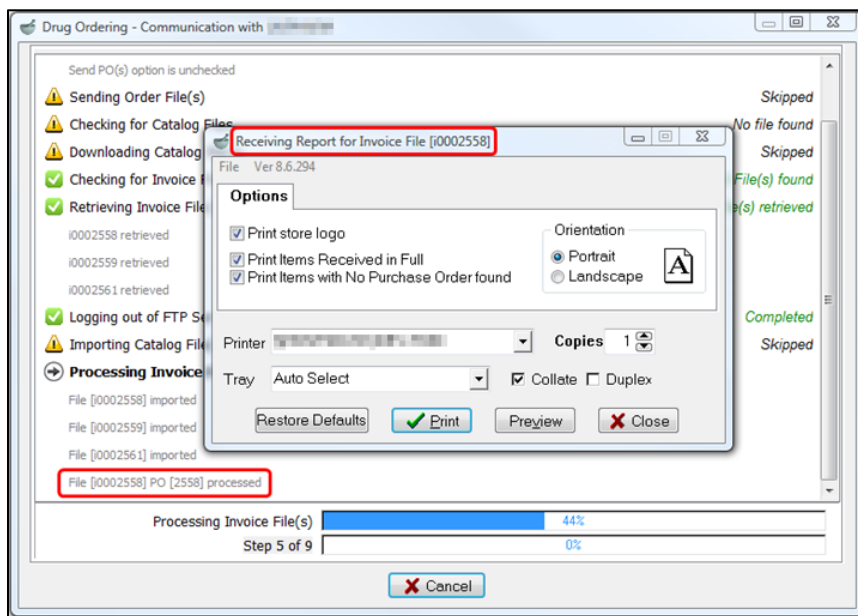 Drug Ordering - Communication with
Send PO(s) option is unchecked
Sending Order File(s) Skipped
Checking for Catalog Files No file found
Downloading Catalog Skipped
Checking for Invoice File(s) found
Retrieving Invoice File (s) retrieved
i0002558 retrieved
i0002559 retrieved
i0002561 retrieved
Logging out of FTP Completed
Importing Catalog Skipped
Processing Invoice
File [i0002558] imported
File [i0002559] imported
File [i0002561] imported
File [i0002558] PO [2558] processed
Processing Invoice File(s) 44%
Step 5 of 9 0%
Cancel
Receiving Report for Invoice File [i0002558]
File Ver 8.6.294
Options
Print store logo
Print Items Received in Full
Print Items with No Purchase Order found
Orientation
Portrait
Landscape
A
Printer
Copies 1
Tray Auto Select
Collate Duplex
Restore Defaults Print Preview Close